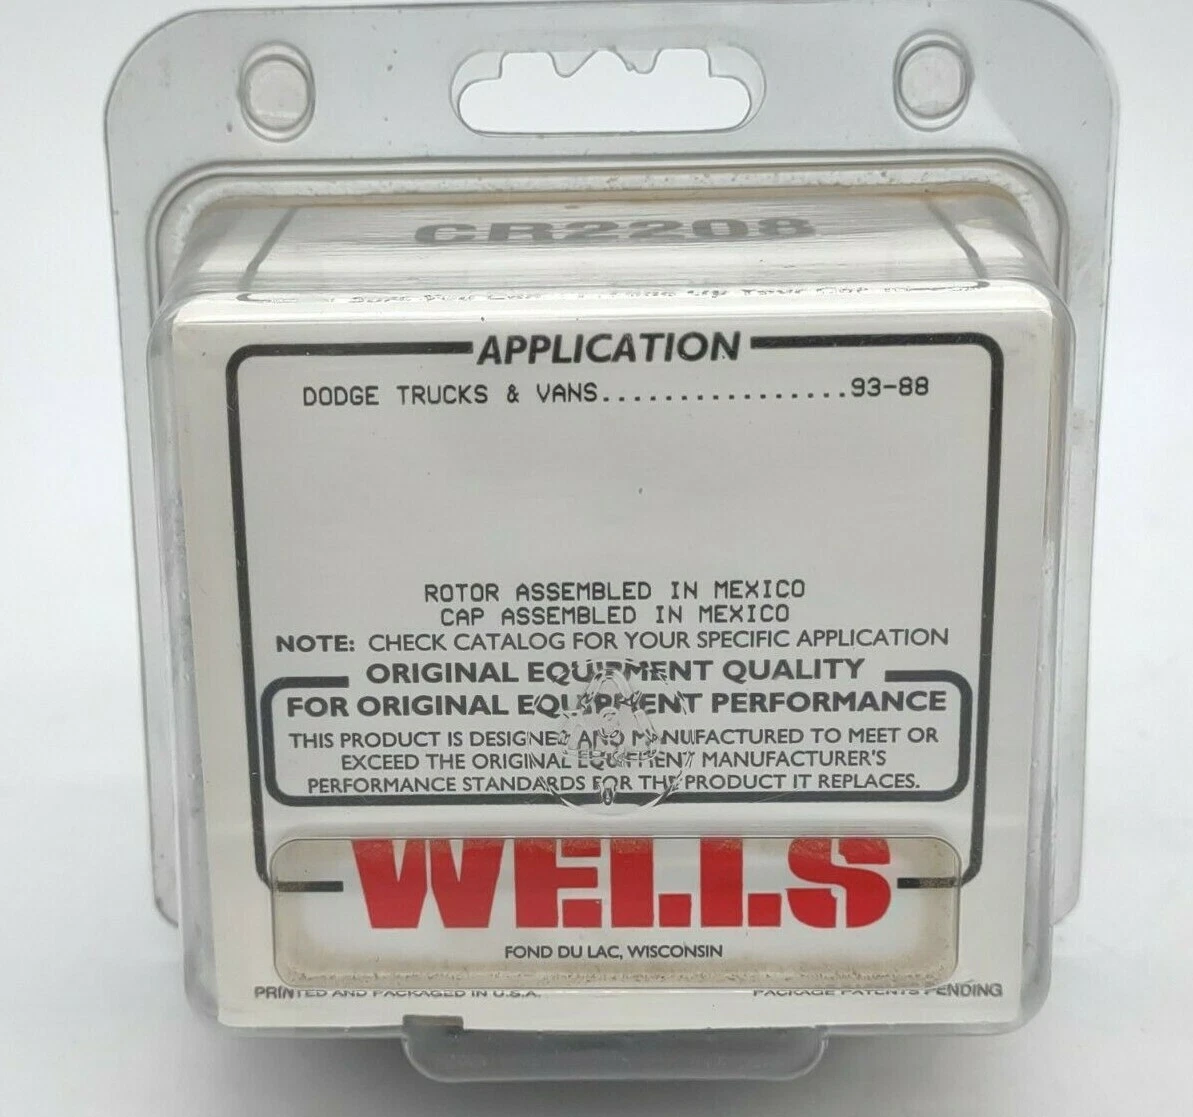 CR2208
APPLICATION
DODGE TRUCKS & VANS................93-88
ROTOR ASSEMBLED IN MEXICO
CAP ASSEMBLED IN MEXICO
NOTE: CHECK CATALOG FOR YOUR SPECIFIC APPLICATION
ORIGINAL EQUIPMENT QUALITY
FOR ORIGINAL EQUIPMENT PERFORMANCE
THIS PRODUCT IS DESIGNED AND MANUFACTURED TO MEET OR
EXCEED THE ORIGINAL EQUIPMENT MANUFACTURER'S
PERFORMANCE STANDARDS FOR THE PRODUCT IT REPLACES.
WELLS
FOND DU LAC, WISCONSIN
PRINTED AND PACKAGED IN U.S.A.
PACKAGE PATENTS PENDING